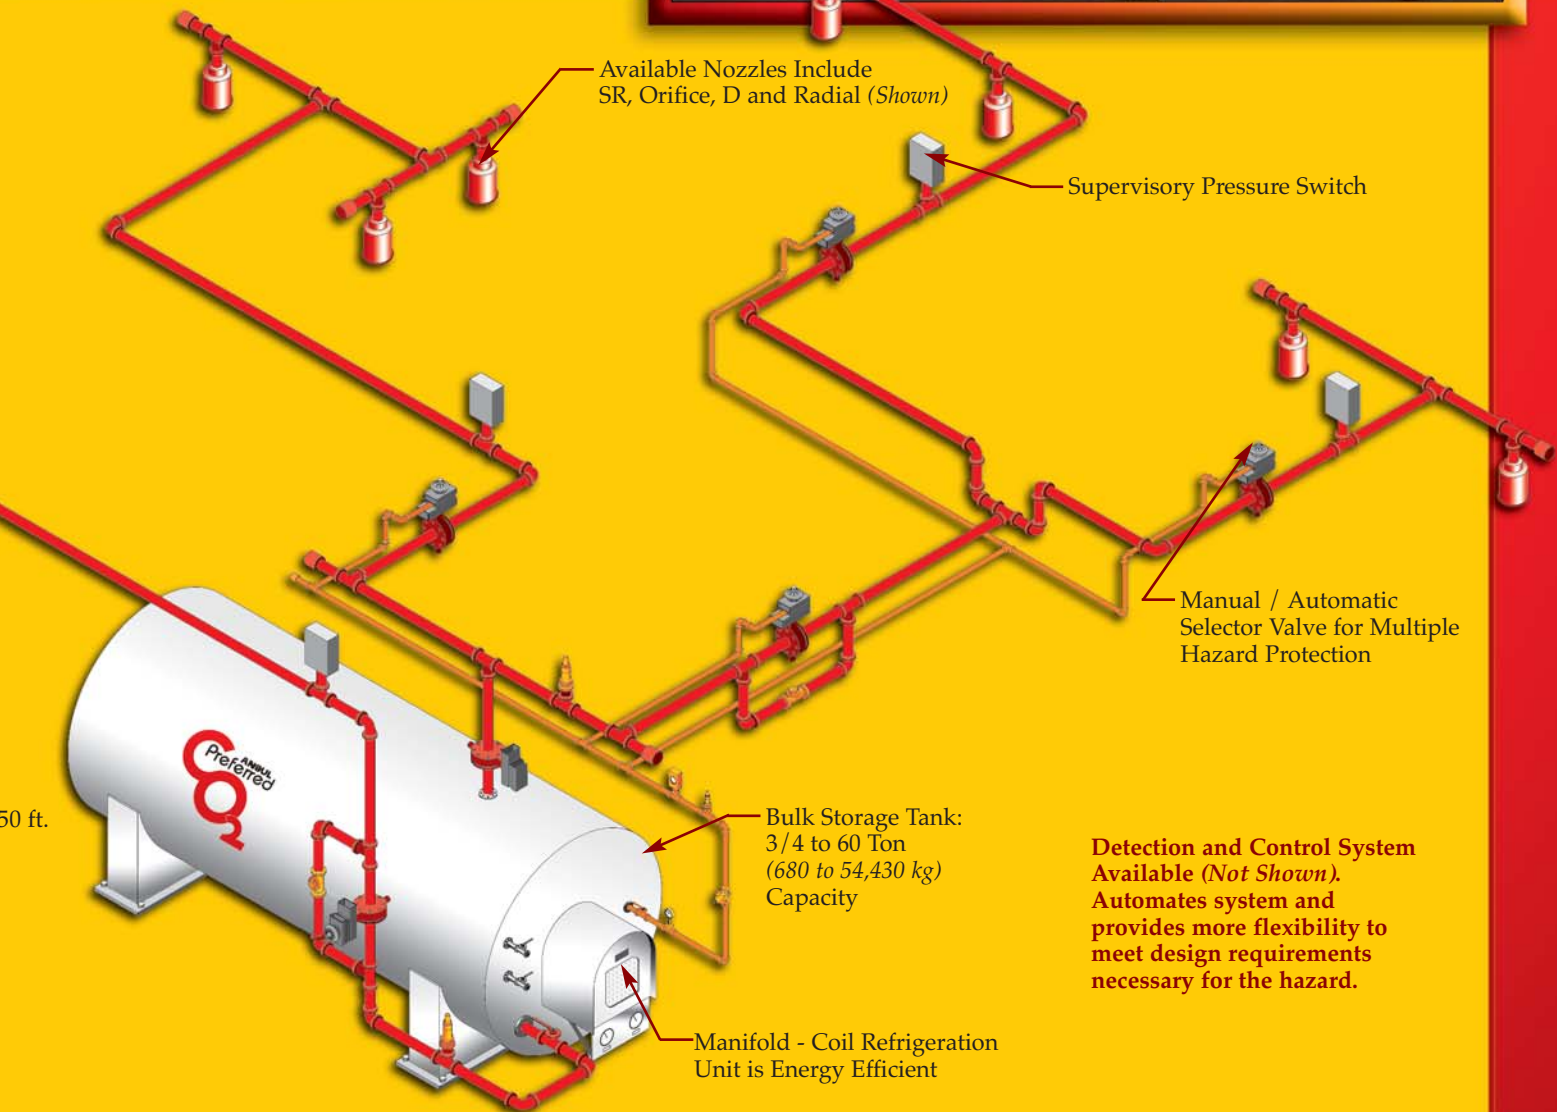 Available Nozzles Include
SR, Orifice, D and Radial (Shown)
Supervisory Pressure Switch
Manual / Automatic
Selector Valve for Multiple
Hazard Protection
ANSUL
Preferred
CO2
50 ft.
Bulk Storage Tank:
3/4 to 60 Ton
(680 to 54,430 kg)
Capacity
Detection and Control System
Available (Not Shown).
Automates system and
provides more flexibility to
meet design requirements
necessary for the hazard.
Manifold - Coil Refrigeration
Unit is Energy Efficient